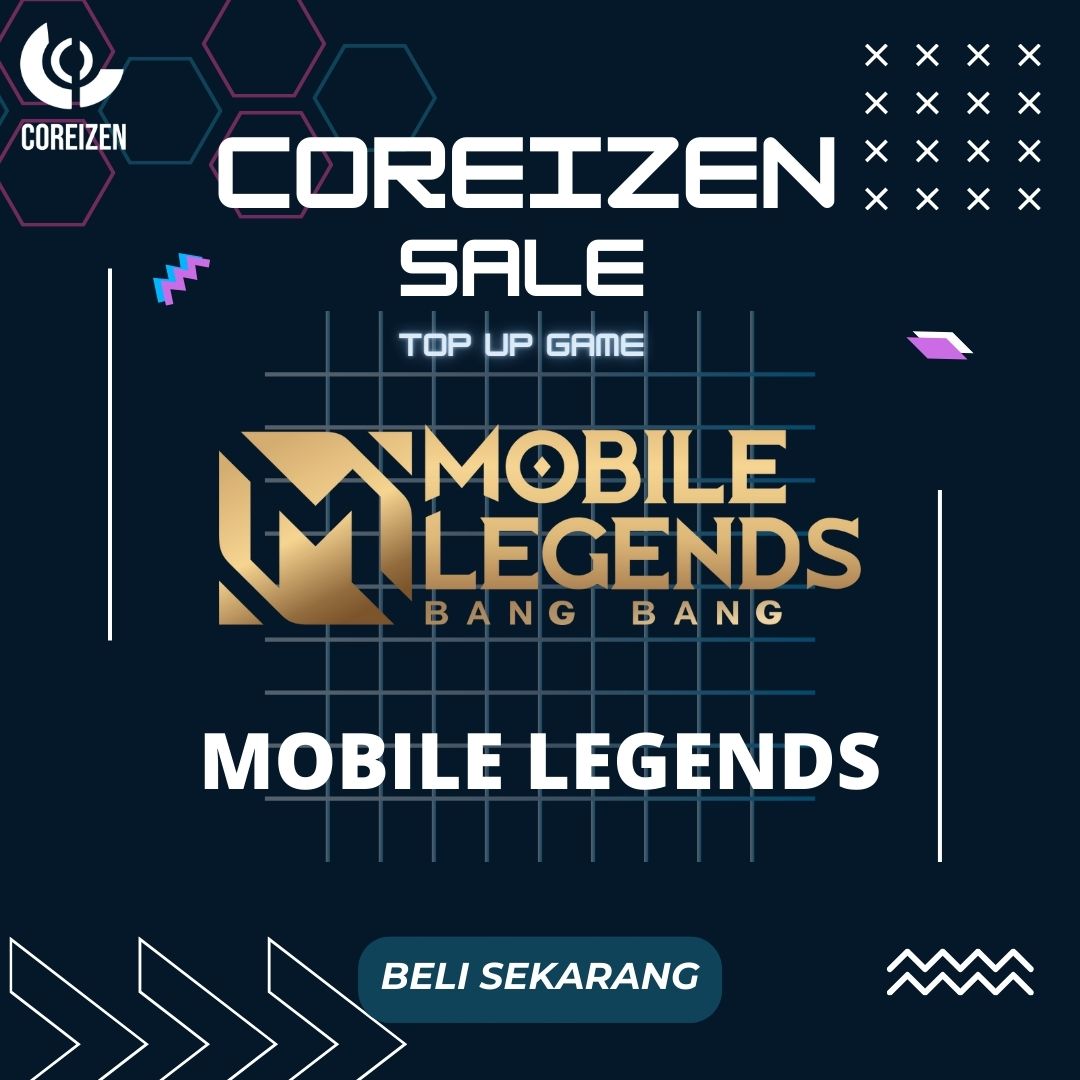 COREIZEN
COREIZEN
SALE
TOP UP GAME
MOBILE
LEGENDS
BANG BANG
MOBILE LEGENDS
BELI SEKARANG